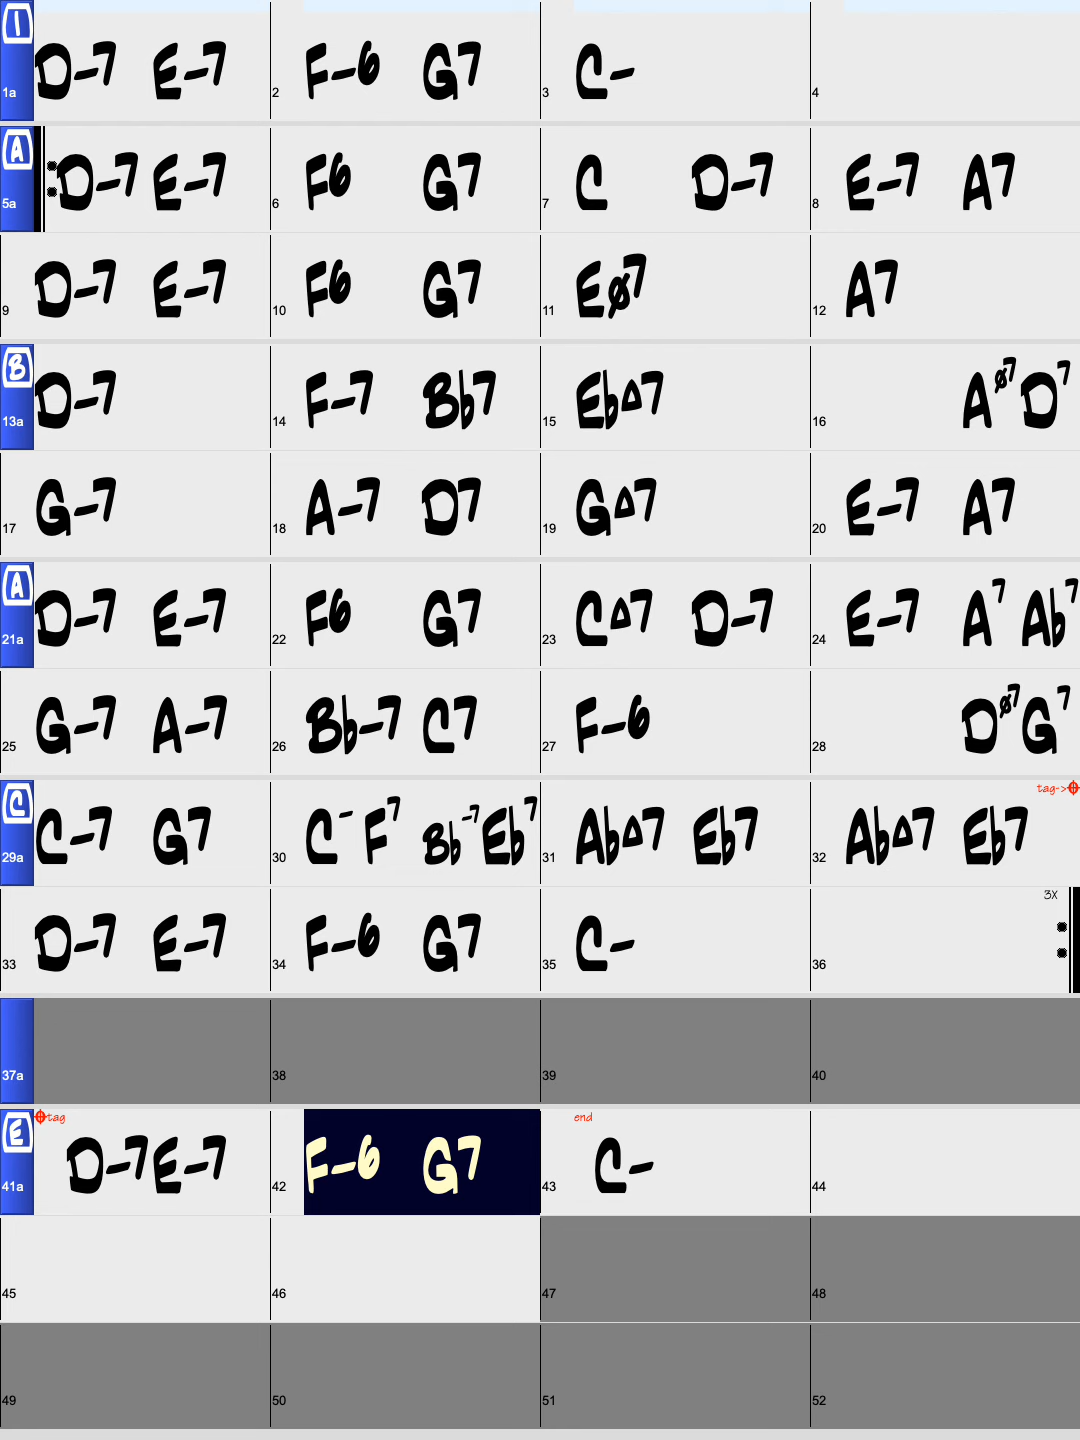 I
1a D-7 E-7 2 F-6 G7 3 C- 4
A
5a D-7 E-7 6 F6 G7 7 C D-7 8 E-7 A7
9 D-7 E-7 10 F6 G7 11 Eø7 12 A7
B
13a D-7 14 F-7 Bb7 15 EbΔ7 16 Aø7 D7
17 G-7 18 A-7 D7 19 GΔ7 20 E-7 A7
A
21a D-7 E-7 22 F6 G7 23 CΔ7 D-7 24 E-7 A7 Ab7
25 G-7 A-7 26 Bb-7 C7 27 F-6 28 Dø7 G7
tag->
C
29a C-7 G7 30 C- F7 Bb-7 Eb7 31 AbΔ7 Eb7 32 AbΔ7 Eb7
3X
33 D-7 E-7 34 F-6 G7 35 C- 36
37a 38 39 40
tag end
E
41a D-7 E-7 42 F-6 G7 43 C- 44
45 46 47 48
49 50 51 52